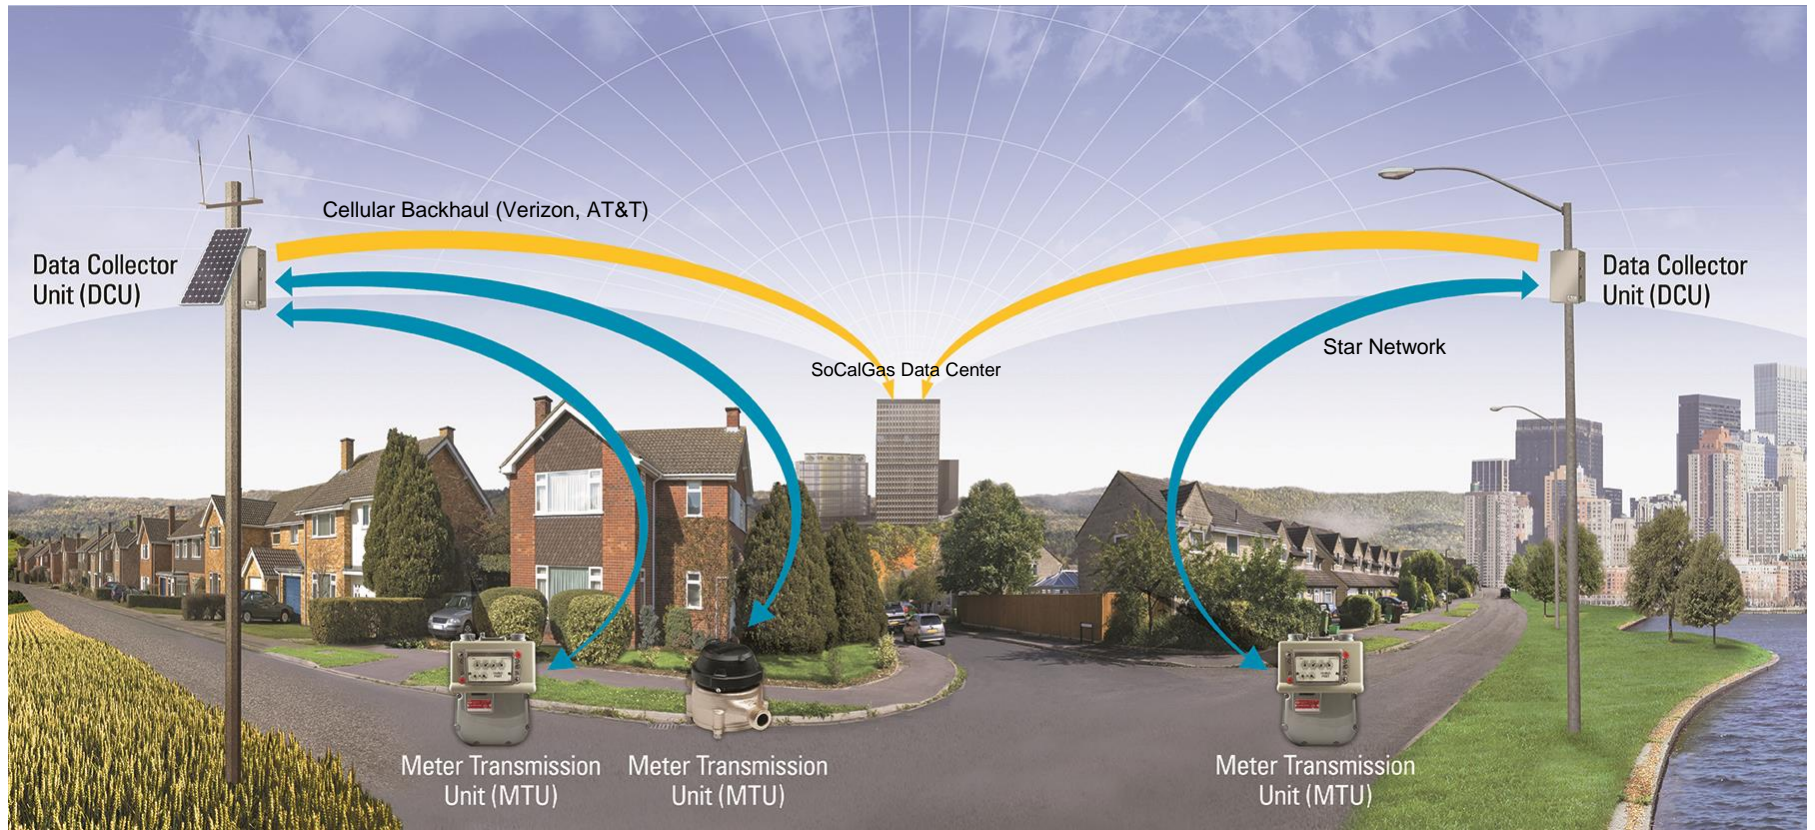 Cellular Backhaul (Verizon, AT&T)
Data Collector
Unit (DCU)
Data Collector
Unit (DCU)
Star Network
SoCalGas Data Center
Meter Transmission
Unit (MTU)
Meter Transmission
Unit (MTU)
Meter Transmission
Unit (MTU)